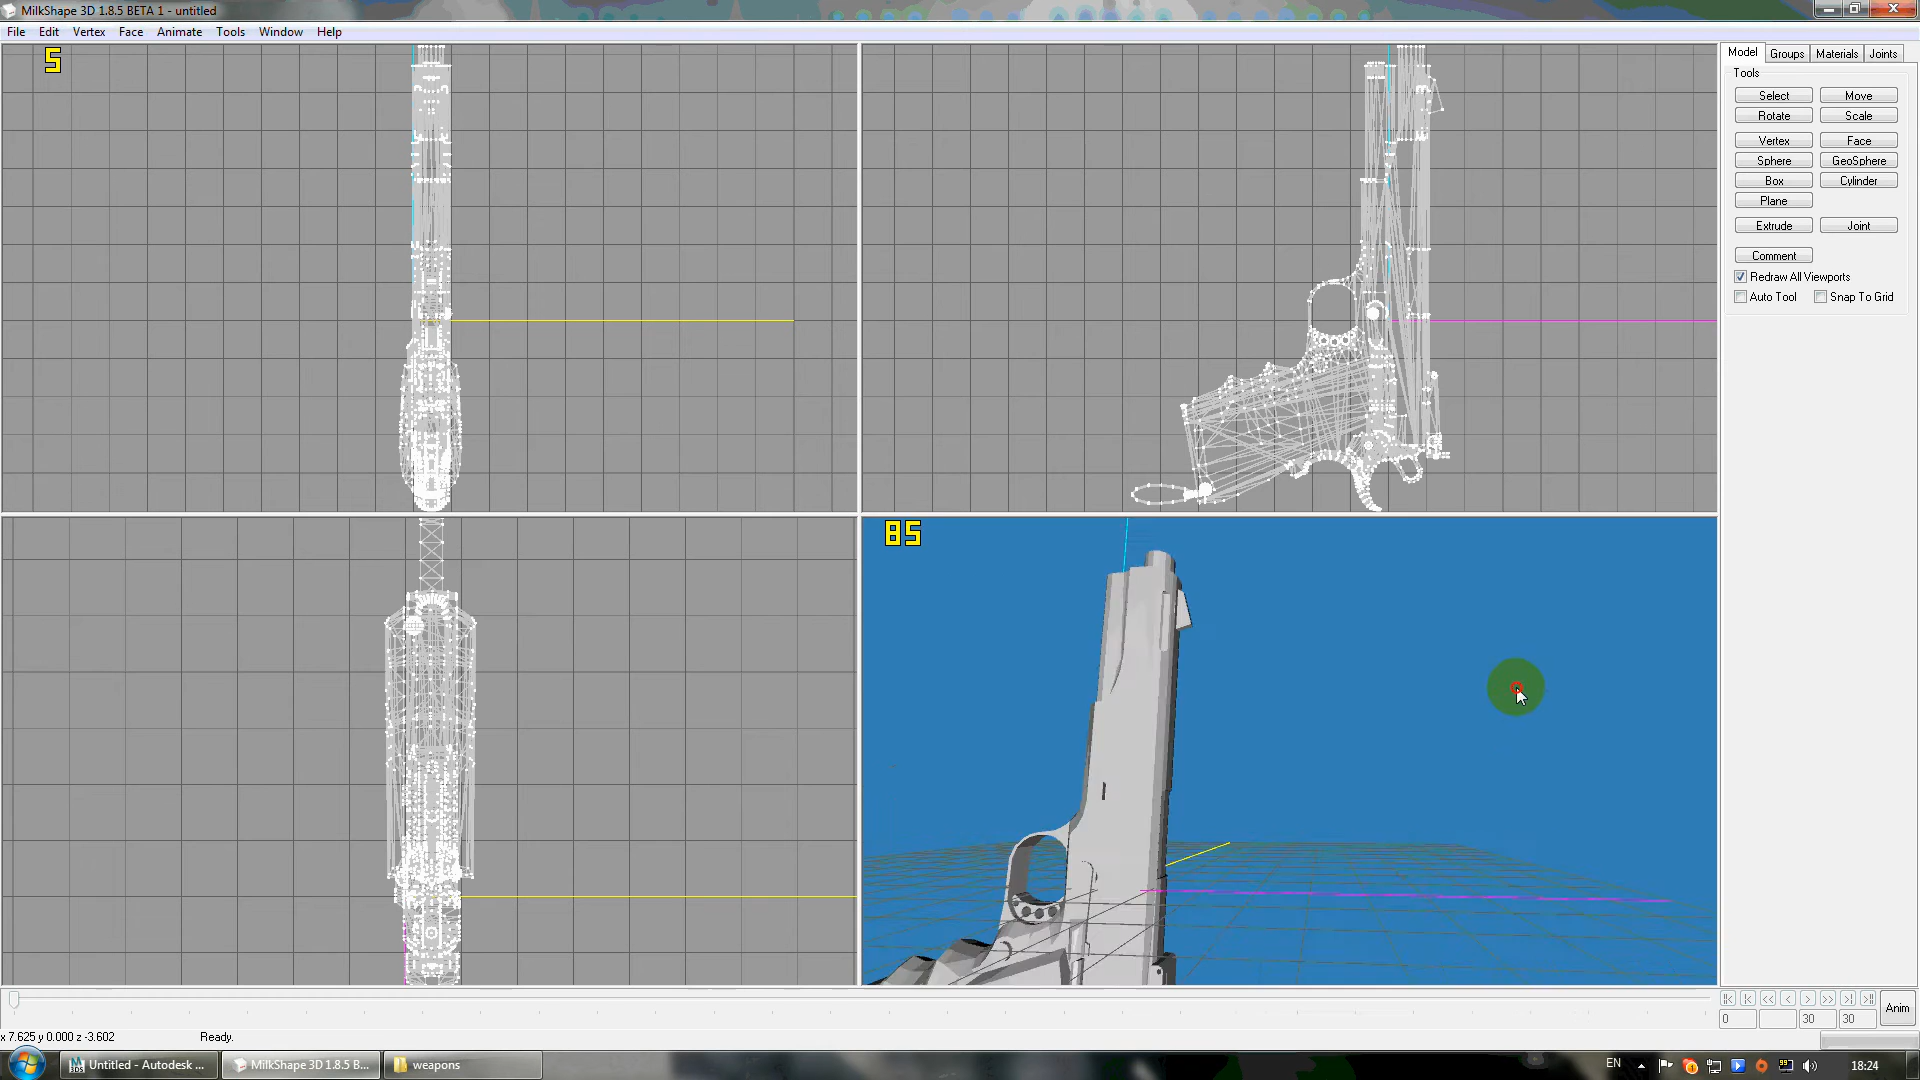 MilkShape 3D 1.8.5 BETA 1 - untitled
File Edit Vertex Face Animate Tools Window Help
5
Model Groups Materials Joints
Tools
Select Move
Rotate Scale
Vertex Face
Sphere GeoSphere
Box Cylinder
Plane
Extrude Joint
Comment
Redraw All Viewports
Auto Tool Snap To Grid
85
Anim
0 30 30
x 7.625 y 0.000 z -3.602 Ready.
Untitled - Autodesk ... MilkShape 3D 1.8.5 B... weapons EN 18:24